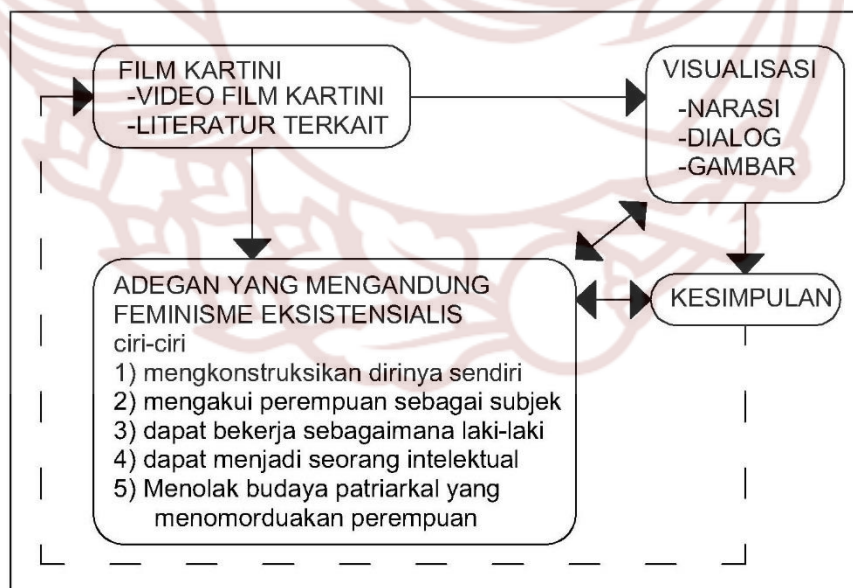 FILM KARTINI
-VIDEO FILM KARTINI
-LITERATUR TERKAIT
VISUALISASI
-NARASI
-DIALOG
-GAMBAR
ADEGAN YANG MENGANDUNG
FEMINISME EKSISTENSIALIS
ciri-ciri
1) mengkonstruksikan dirinya sendiri
2) mengakui perempuan sebagai subjek
3) dapat bekerja sebagaimana laki-laki
4) dapat menjadi seorang intelektual
5) Menolak budaya patriarkal yang
menomorduakan perempuan
KESIMPULAN